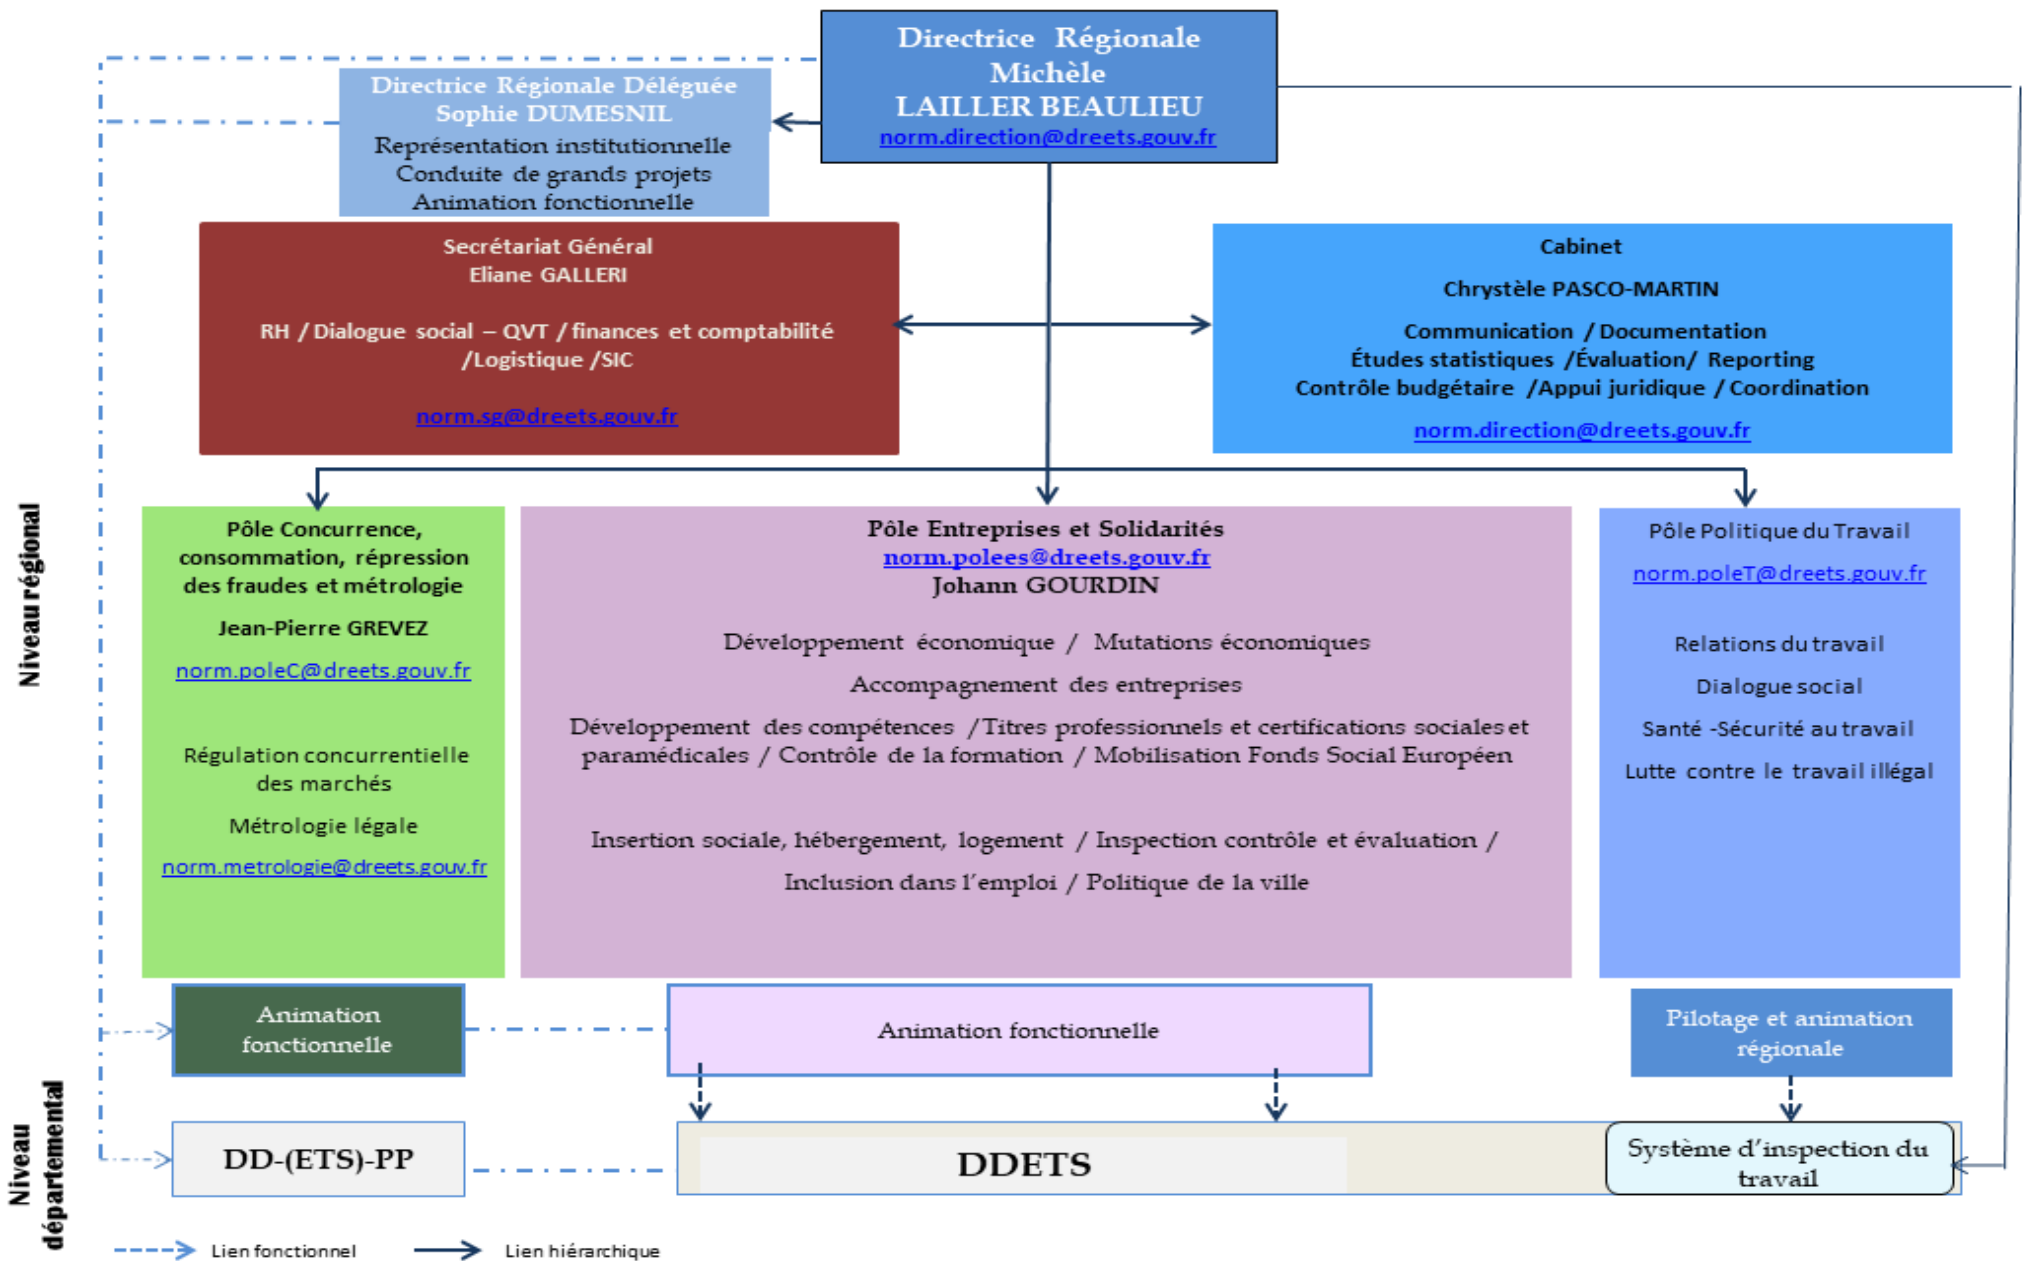 Directrice Régionale
Michèle
LAILLER BEAULIEU
norm.direction@dreets.gouv.fr
Directrice Régionale Déléguée
Sophie DUMESNIL
Représentation institutionnelle
Conduite de grands projets
Animation fonctionnelle
Secrétariat Général
Eliane GALLERI
RH / Dialogue social – QVT / finances et comptabilité
/Logistique /SIC
norm.sg@dreets.gouv.fr
Cabinet
Chrystèle PASCO-MARTIN
Communication / Documentation
Études statistiques /Évaluation/ Reporting
Contrôle budgétaire /Appui juridique / Coordination
norm.direction@dreets.gouv.fr
Niveau régional
Pôle Concurrence,
consommation, répression
des fraudes et métrologie
Jean-Pierre GREVEZ
norm.poleC@dreets.gouv.fr
Régulation concurrentielle
des marchés
Métrologie légale
norm.metrologie@dreets.gouv.fr
Pôle Entreprises et Solidarités
norm.polees@dreets.gouv.fr
Johann GOURDIN
Développement économique / Mutations économiques
Accompagnement des entreprises
Développement des compétences /Titres professionnels et certifications sociales et
paramédicales / Contrôle de la formation / Mobilisation Fonds Social Européen
Insertion sociale, hébergement, logement / Inspection contrôle et évaluation /
Inclusion dans l'emploi / Politique de la ville
Pôle Politique du Travail
norm.poleT@dreets.gouv.fr
Relations du travail
Dialogue social
Santé -Sécurité au travail
Lutte contre le travail illégal
Animation
fonctionnelle
Animation fonctionnelle
Pilotage et animation
régionale
Niveau
départemental
DD-(ETS)-PP
DDETS
Système d'inspection du
travail
Lien fonctionnel
Lien hiérarchique